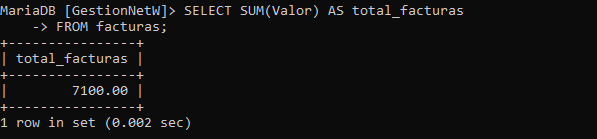 MariaDB [GestionNetW]> SELECT SUM(Valor) AS total_facturas
    -> FROM facturas;
+----------------+
| total_facturas |
+----------------+
|        7100.00 |
+----------------+
1 row in set (0.002 sec)